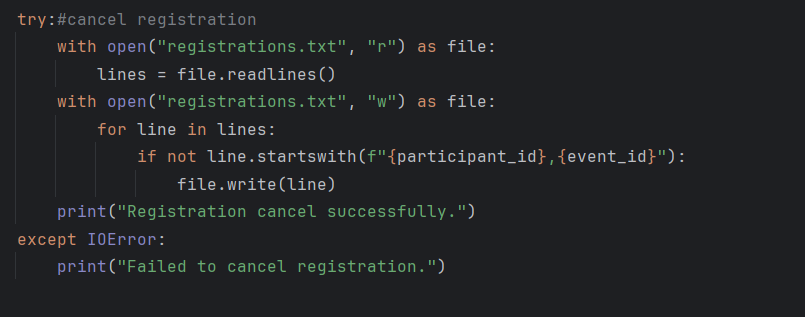 try:#cancel registration
    with open("registrations.txt", "r") as file:
        lines = file.readlines()
    with open("registrations.txt", "w") as file:
        for line in lines:
            if not line.startswith(f"{participant_id},{event_id}"):
                file.write(line)
    print("Registration cancel successfully.")
except IOError:
    print("Failed to cancel registration.")